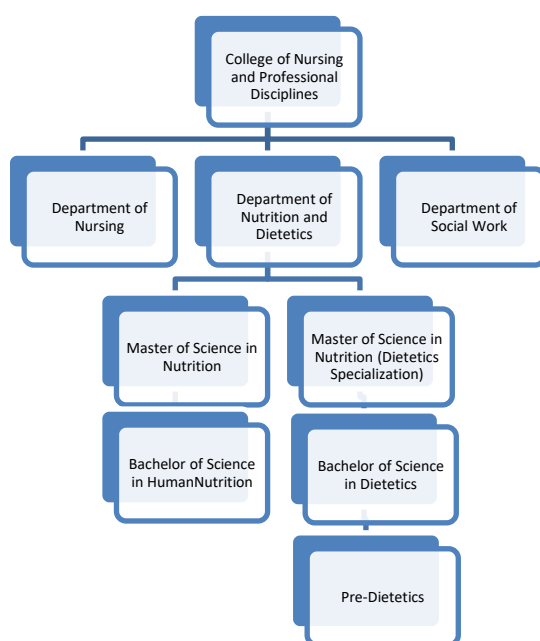 College of Nursing
and Professional
Disciplines
Department of
Nursing
Department of
Nutrition and
Dietetics
Department of
Social Work
Master of Science in
Nutrition
Master of Science in
Nutrition (Dietetics
Specialization)
Bachelor of Science
in HumanNutrition
Bachelor of Science
in Dietetics
Pre-Dietetics